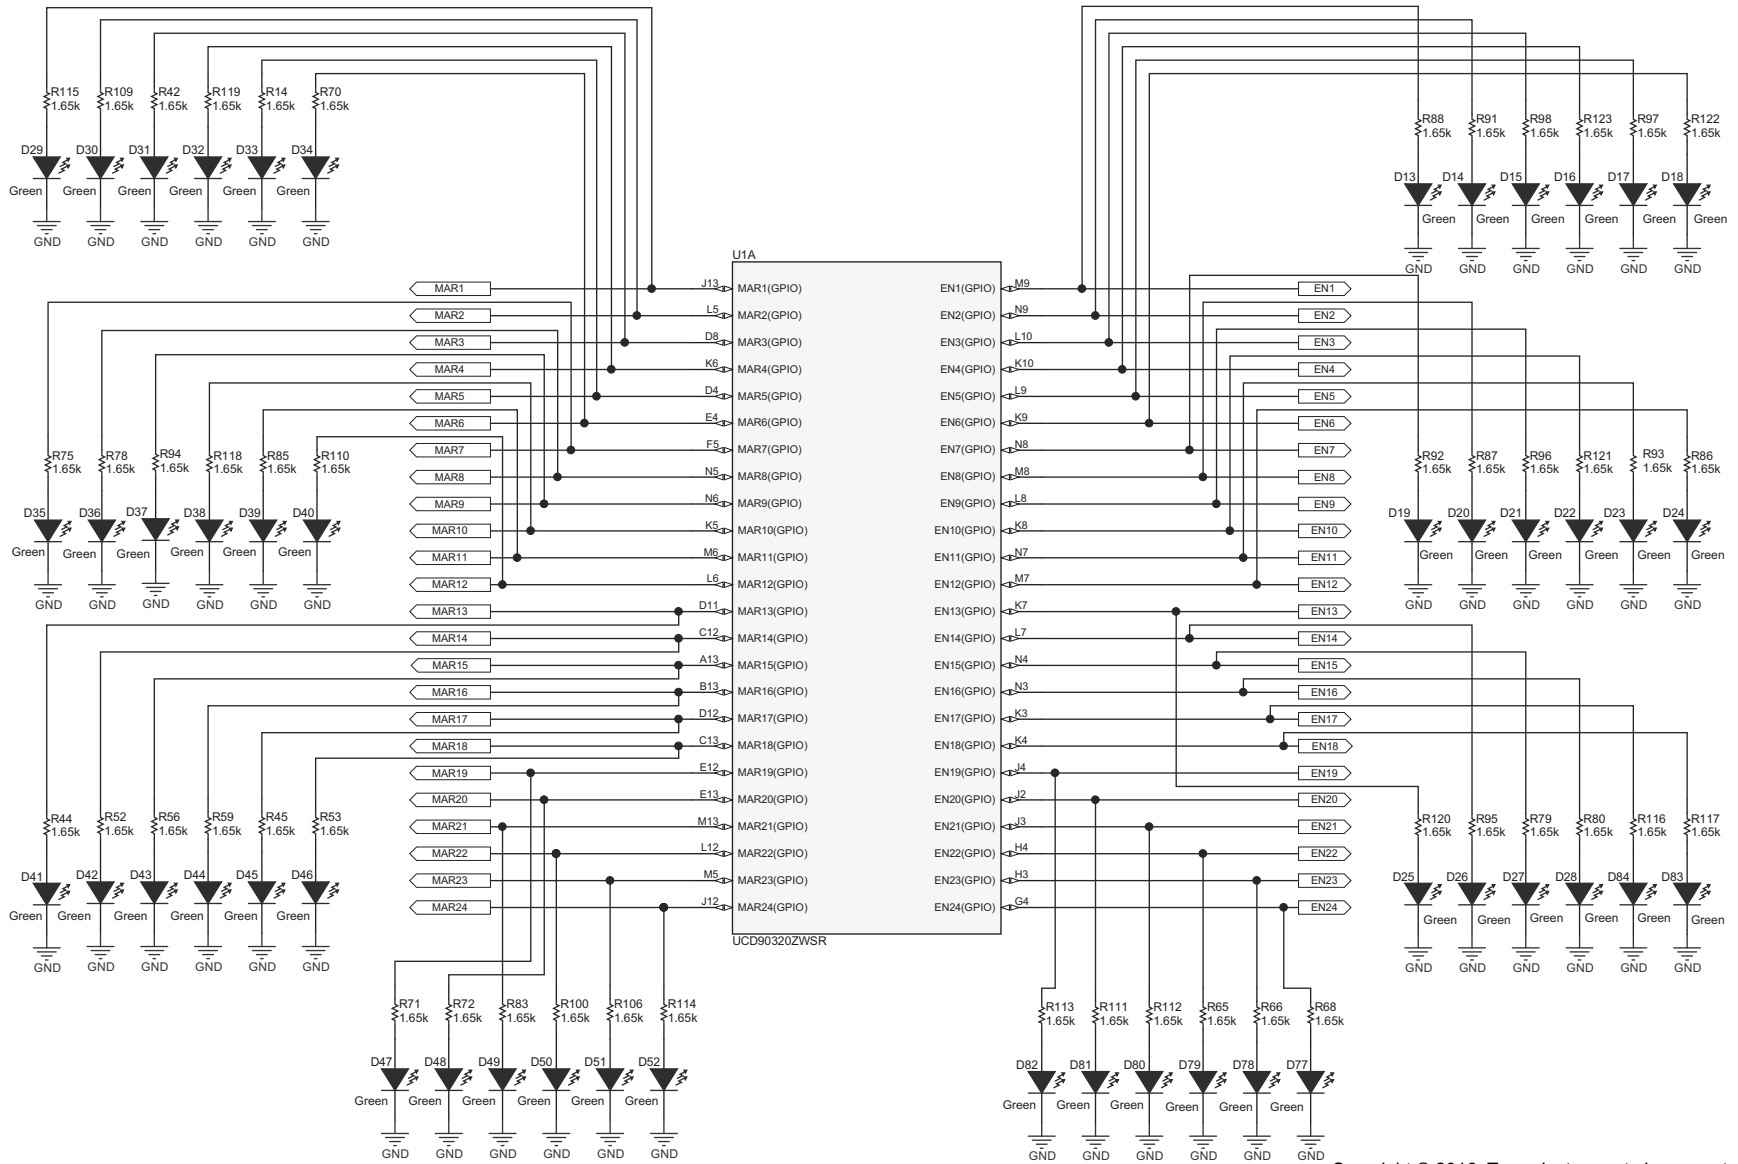 R115 R109 R42 R119 R14 R70
1.65k 1.65k 1.65k 1.65k 1.65k 1.65k
D29 D30 D31 D32 D33 D34
Green Green Green Green Green Green
GND GND GND GND GND GND
R88 R91 R98 R123 R97 R122
1.65k 1.65k 1.65k 1.65k 1.65k 1.65k
D13 D14 D15 D16 D17 D18
Green Green Green Green Green Green
GND GND GND GND GND GND
U1A
MAR1 J13 MAR1(GPIO) EN1(GPIO) M9 EN1
MAR2 L5 MAR2(GPIO) EN2(GPIO) N9 EN2
MAR3 D8 MAR3(GPIO) EN3(GPIO) L10 EN3
MAR4 K6 MAR4(GPIO) EN4(GPIO) K10 EN4
MAR5 D4 MAR5(GPIO) EN5(GPIO) L9 EN5
MAR6 E4 MAR6(GPIO) EN6(GPIO) K9 EN6
MAR7 F5 MAR7(GPIO) EN7(GPIO) N8 EN7
MAR8 N5 MAR8(GPIO) EN8(GPIO) M8 EN8
MAR9 N6 MAR9(GPIO) EN9(GPIO) L8 EN9
MAR10 K5 MAR10(GPIO) EN10(GPIO) K8 EN10
MAR11 M6 MAR11(GPIO) EN11(GPIO) N7 EN11
MAR12 L6 MAR12(GPIO) EN12(GPIO) M7 EN12
MAR13 D11 MAR13(GPIO) EN13(GPIO) K7 EN13
MAR14 C12 MAR14(GPIO) EN14(GPIO) L7 EN14
MAR15 A13 MAR15(GPIO) EN15(GPIO) N4 EN15
MAR16 B13 MAR16(GPIO) EN16(GPIO) N3 EN16
MAR17 D12 MAR17(GPIO) EN17(GPIO) K3 EN17
MAR18 C13 MAR18(GPIO) EN18(GPIO) K4 EN18
MAR19 E12 MAR19(GPIO) EN19(GPIO) J4 EN19
MAR20 E13 MAR20(GPIO) EN20(GPIO) J2 EN20
MAR21 M13 MAR21(GPIO) EN21(GPIO) J3 EN21
MAR22 L12 MAR22(GPIO) EN22(GPIO) H4 EN22
MAR23 M5 MAR23(GPIO) EN23(GPIO) H3 EN23
MAR24 J12 MAR24(GPIO) EN24(GPIO) G4 EN24
UCD90320ZWSR
R75 R78 R94 R118 R85 R110
1.65k 1.65k 1.65k 1.65k 1.65k 1.65k
D35 D36 D37 D38 D39 D40
Green Green Green Green Green Green
GND GND GND GND GND GND
R92 R87 R96 R121 R93 R86
1.65k 1.65k 1.65k 1.65k 1.65k 1.65k
D19 D20 D21 D22 D23 D24
Green Green Green Green Green Green
GND GND GND GND GND GND
R44 R52 R56 R59 R45 R53
1.65k 1.65k 1.65k 1.65k 1.65k 1.65k
D41 D42 D43 D44 D45 D46
Green Green Green Green Green Green
GND GND GND GND GND GND
R120 R95 R79 R80 R116 R117
1.65k 1.65k 1.65k 1.65k 1.65k 1.65k
D25 D26 D27 D28 D84 D83
Green Green Green Green Green Green
GND GND GND GND GND GND
R71 R72 R83 R100 R106 R114
1.65k 1.65k 1.65k 1.65k 1.65k 1.65k
D47 D48 D49 D50 D51 D52
Green Green Green Green Green Green
GND GND GND GND GND GND
R113 R111 R112 R65 R66 R68
1.65k 1.65k 1.65k 1.65k 1.65k 1.65k
D82 D81 D80 D79 D78 D77
Green Green Green Green Green Green
GND GND GND GND GND GND